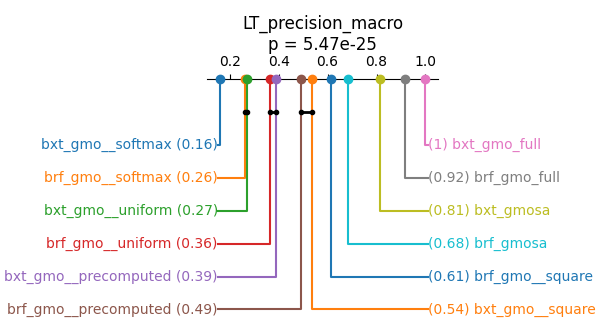 LT_precision_macro
p = 5.47e-25
0.2 0.4 0.6 0.8 1.0
bxt_gmo__softmax (0.16) (1) bxt_gmo_full
brf_gmo__softmax (0.26) (0.92) brf_gmo_full
bxt_gmo__uniform (0.27) (0.81) bxt_gmosa
brf_gmo__uniform (0.36) (0.68) brf_gmosa
bxt_gmo__precomputed (0.39) (0.61) brf_gmo__square
brf_gmo__precomputed (0.49) (0.54) bxt_gmo__square